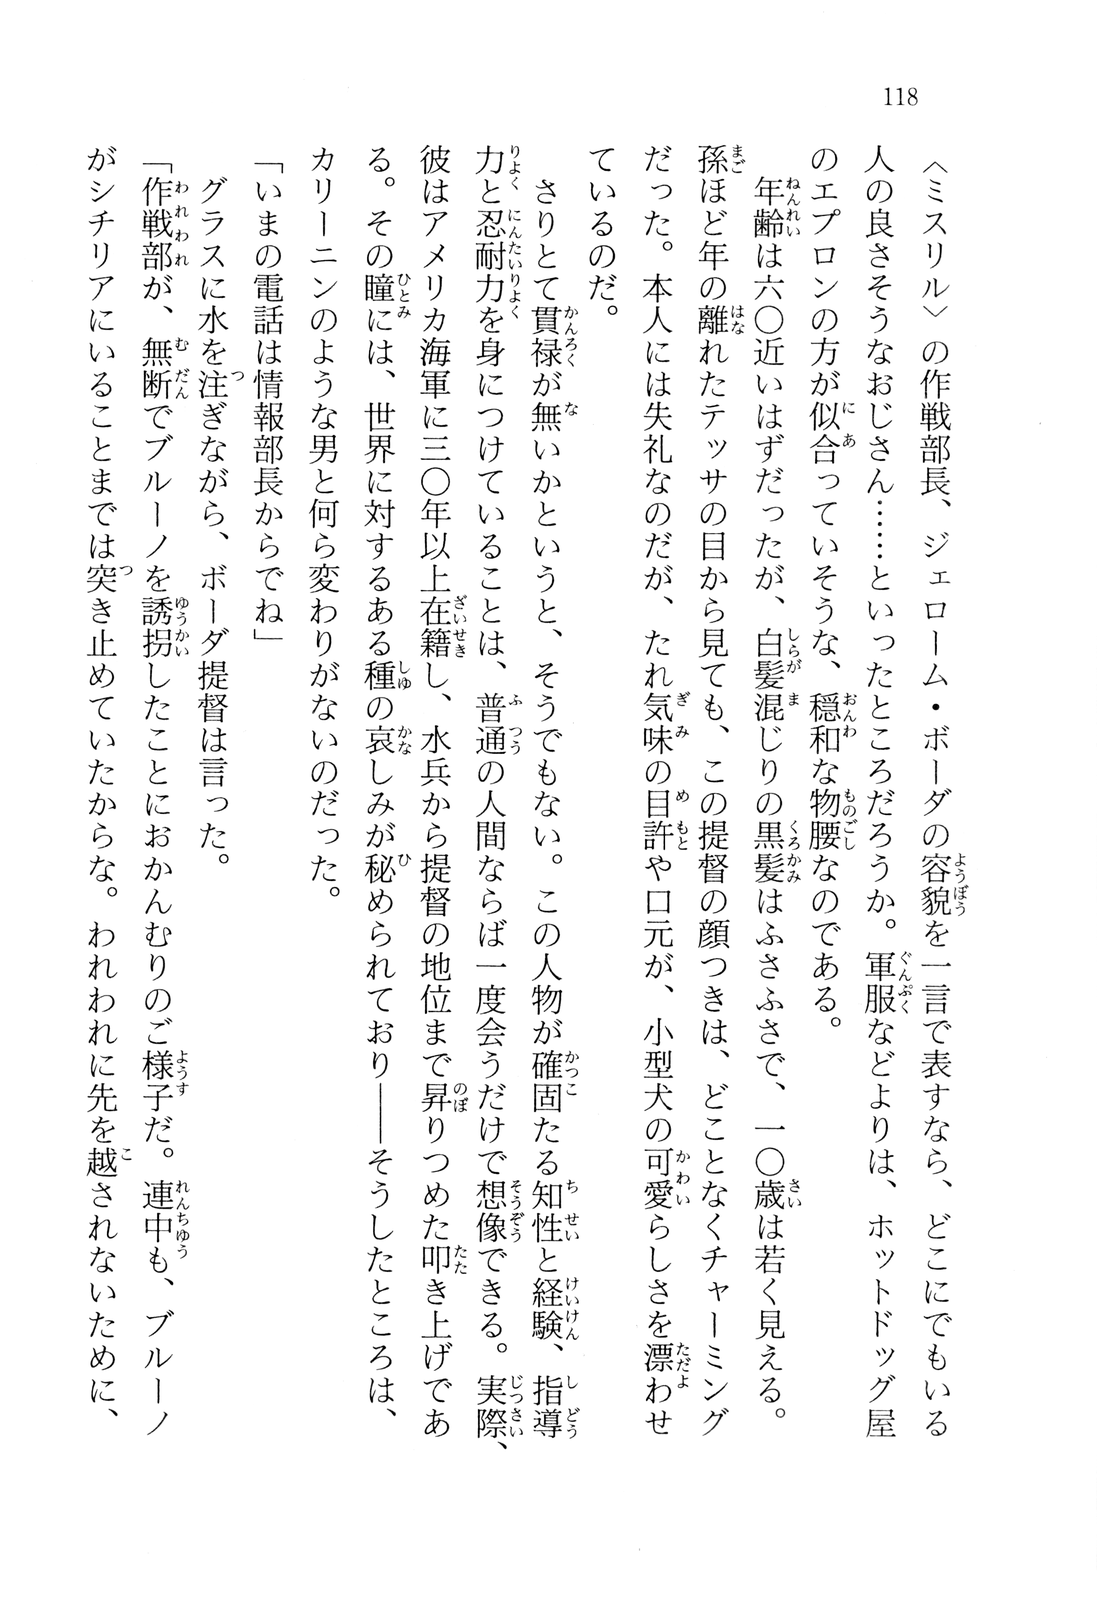 118
〈ミスリル〉の作戦部長、ジェローム・ボーダの容貌を一言で表すなら、どこにでもいる
人の良さそうなおじさん……といったところだろうか。軍服などよりは、ホットドッグ屋
のエプロンの方が似合っていそうな、穏和な物腰なのである。
年齢は六〇近いはずだったが、白髪混じりの黒髪はふさふさで、一〇歳は若く見える。
孫ほど年の離れたテッサの目から見ても、この提督の顔つきは、どことなくチャーミング
だった。本人には失礼なのだが、たれ気味の目許や口元が、小型犬の可愛らしさを漂わせ
ているのだ。
さりとて貫禄が無いかというと、そうでもない。この人物が確固たる知性と経験、指導
力と忍耐力を身につけていることは、普通の人間ならば一度会うだけで想像できる。実際、
彼はアメリカ海軍に三〇年以上在籍し、水兵から提督の地位まで昇りつめた叩き上げであ
る。その瞳には、世界に対するある種の哀しみが秘められており――そうしたところは、
カリーニンのような男と何ら変わりがないのだった。
「いまの電話は情報部長からでね」
グラスに水を注ぎながら、ボーダ提督は言った。
「作戦部が、無断でブルーノを誘拐したことにおかんむりのご様子だ。連中も、ブルーノ
がシチリアにいることまでは突き止めていたからな。われわれに先を越されないために、